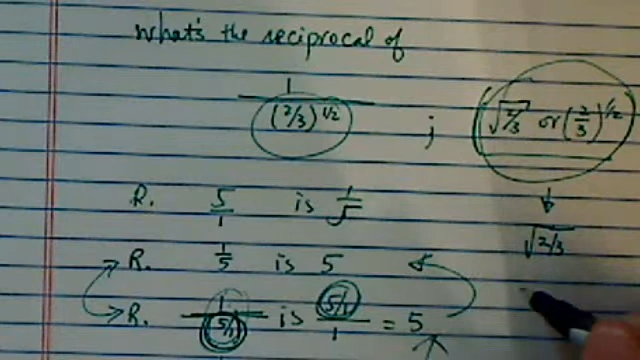 What's the reciprocal of
1 / (2/3)^1/2 ; √2/3 or (2/3)^1/2
R. 5/1 is 1/5
√2/3
R. 1/5 is 5
R. 1/(5/1) is (5/1)/1 = 5